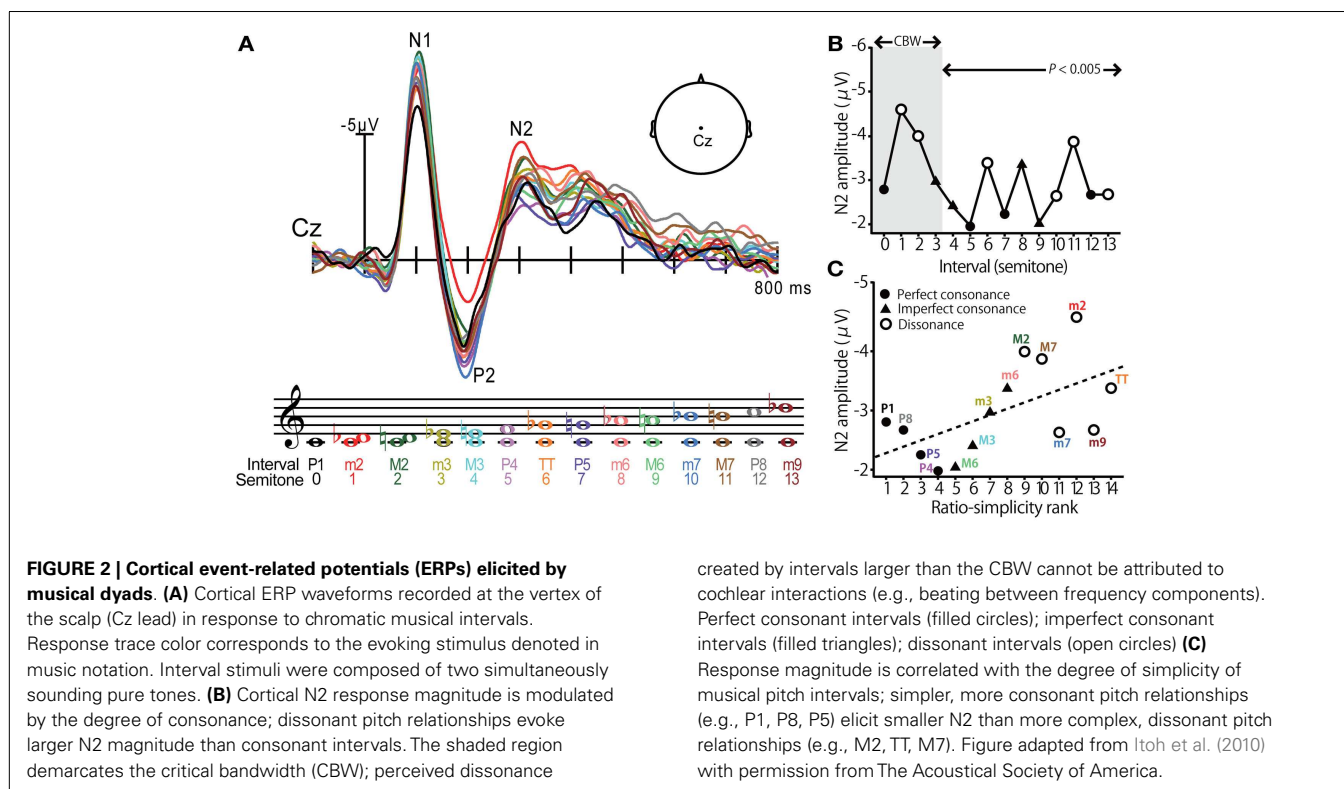 A
N1
-5µV
N2
Cz
Cz
800 ms
P2
Interval P1 m2 M2 m3 M3 P4 TT P5 m6 M6 m7 M7 P8 m9
Semitone 0 1 2 3 4 5 6 7 8 9 10 11 12 13
B
CBW
P < 0.005
N2 amplitude (µV)
-6
-5
-4
-3
-2
0 1 2 3 4 5 6 7 8 9 10 11 12 13
Interval (semitone)
C
Perfect consonance
Imperfect consonance
Dissonance
N2 amplitude (µV)
-5
-4
-3
-2
P1
P8
P5
P4
M6
M3
m3
m6
M2
M7
m7
m2
m9
TT
1 2 3 4 5 6 7 8 9 10 11 12 13 14
Ratio-simplicity rank
FIGURE 2 | Cortical event-related potentials (ERPs) elicited by
musical dyads. (A) Cortical ERP waveforms recorded at the vertex of
the scalp (Cz lead) in response to chromatic musical intervals.
Response trace color corresponds to the evoking stimulus denoted in
music notation. Interval stimuli were composed of two simultaneously
sounding pure tones. (B) Cortical N2 response magnitude is modulated
by the degree of consonance; dissonant pitch relationships evoke
larger N2 magnitude than consonant intervals. The shaded region
demarcates the critical bandwidth (CBW); perceived dissonance
created by intervals larger than the CBW cannot be attributed to
cochlear interactions (e.g., beating between frequency components).
Perfect consonant intervals (filled circles); imperfect consonant
intervals (filled triangles); dissonant intervals (open circles) (C)
Response magnitude is correlated with the degree of simplicity of
musical pitch intervals; simpler, more consonant pitch relationships
(e.g., P1, P8, P5) elicit smaller N2 than more complex, dissonant pitch
relationships (e.g., M2, TT, M7). Figure adapted from Itoh et al. (2010)
with permission from The Acoustical Society of America.